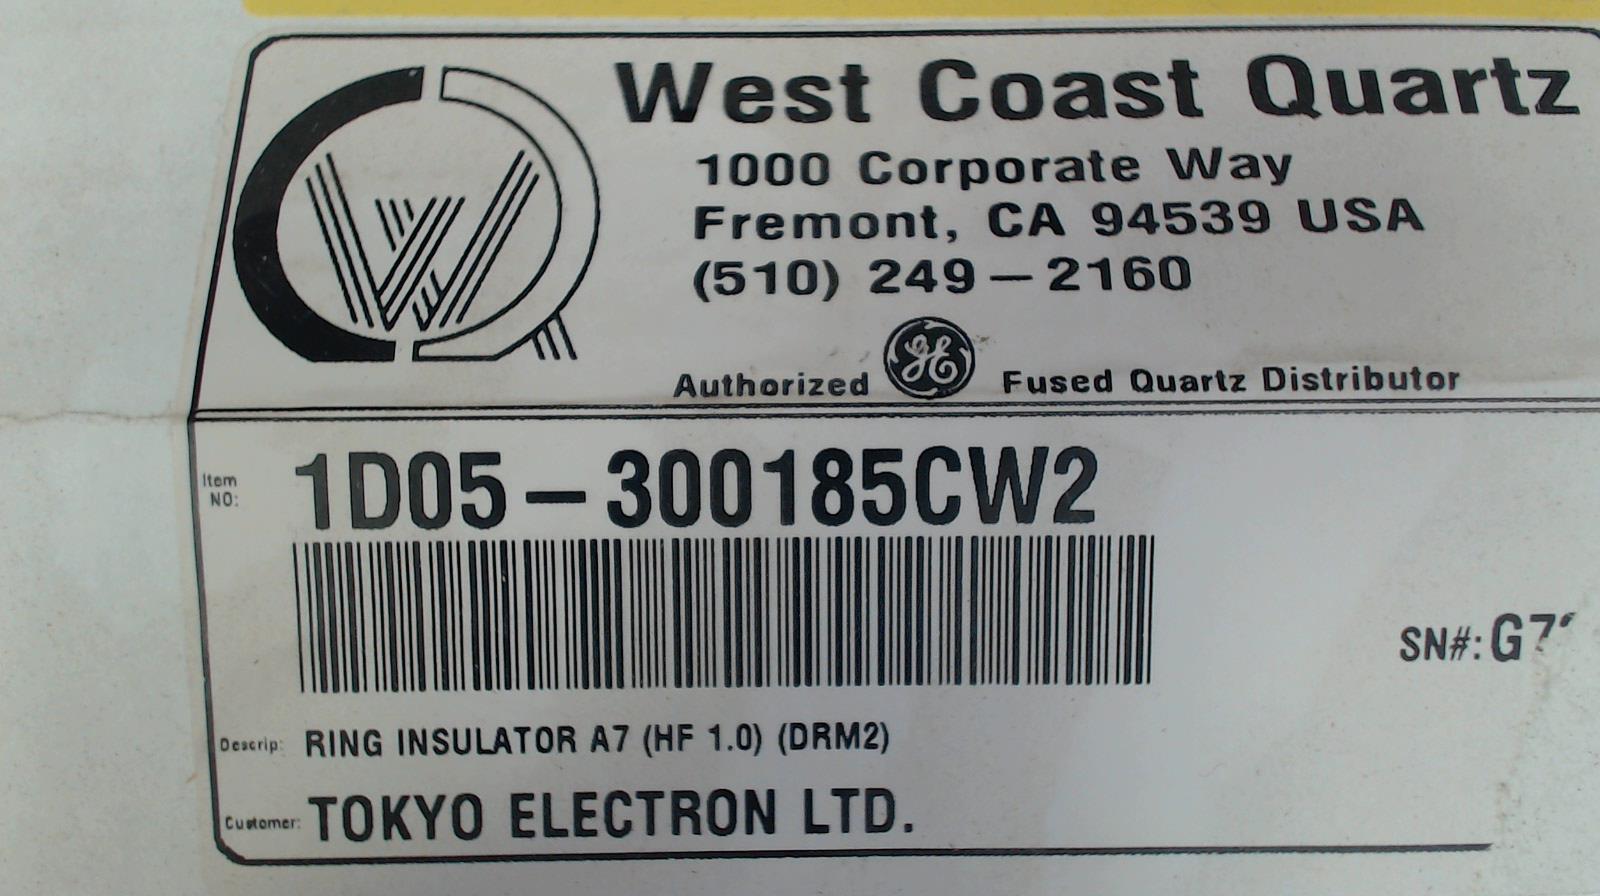 West Coast Quartz
1000 Corporate Way
Fremont, CA 94539 USA
(510) 249-2160
Authorized GE Fused Quartz Distributor
Item NO: 1D05-300185CW2
SN#:
Descrip: RING INSULATOR A7 (HF 1.0) (DRM2)
Customer: TOKYO ELECTRON LTD.